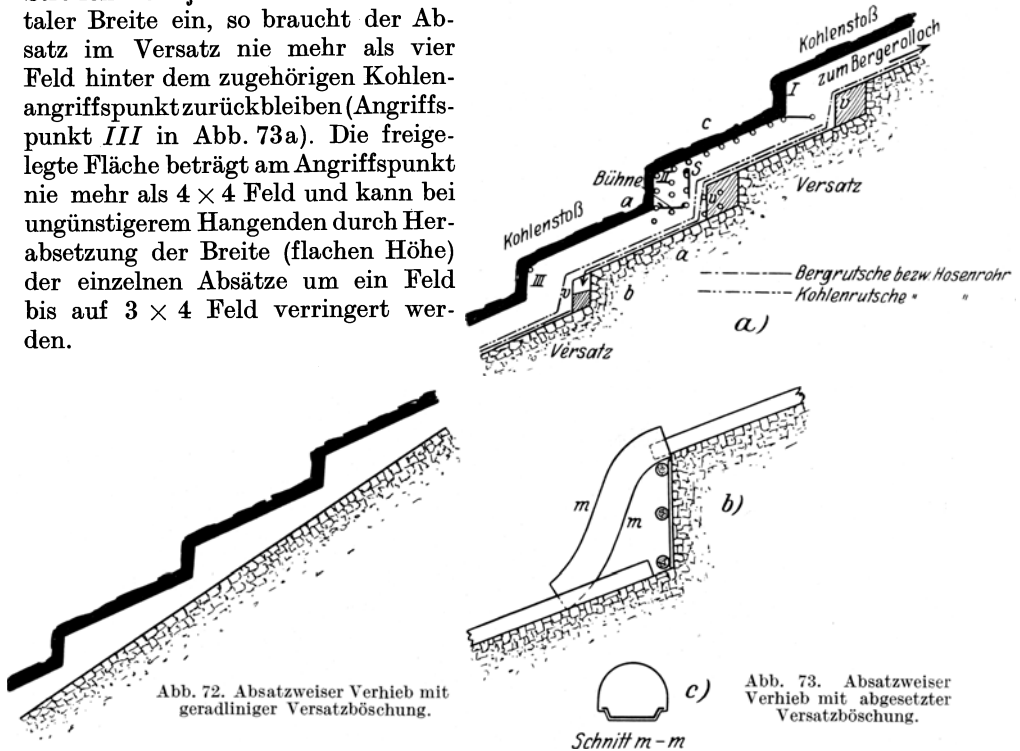 taler Breite ein, so braucht der Ab-
satz im Versatz nie mehr als vier
Feld hinter dem zugehörigen Kohlen-
angriffspunkt zurückbleiben (Angriffs-
punkt III in Abb. 73a). Die freige-
legte Fläche beträgt am Angriffspunkt
nie mehr als 4 × 4 Feld und kann bei
ungünstigerem Hangenden durch Her-
absetzung der Breite (flachen Höhe)
der einzelnen Absätze um ein Feld
bis auf 3 × 4 Feld verringert wer-
den.
Kohlenstoß
zum Bergerolloch
I
v
c
II
S
Bühne
a
v
Versatz
Kohlenstoß
a
III
v
b
Bergrutsche bezw Hosenrohr
Kohlenrutsche " "
a)
Versatz
m
m
b)
Abb. 72. Absatzweiser Verhieb mit
geradliniger Versatzböschung.
c)
Schnitt m-m
Abb. 73. Absatzweiser
Verhieb mit abgesetzter
Versatzböschung.